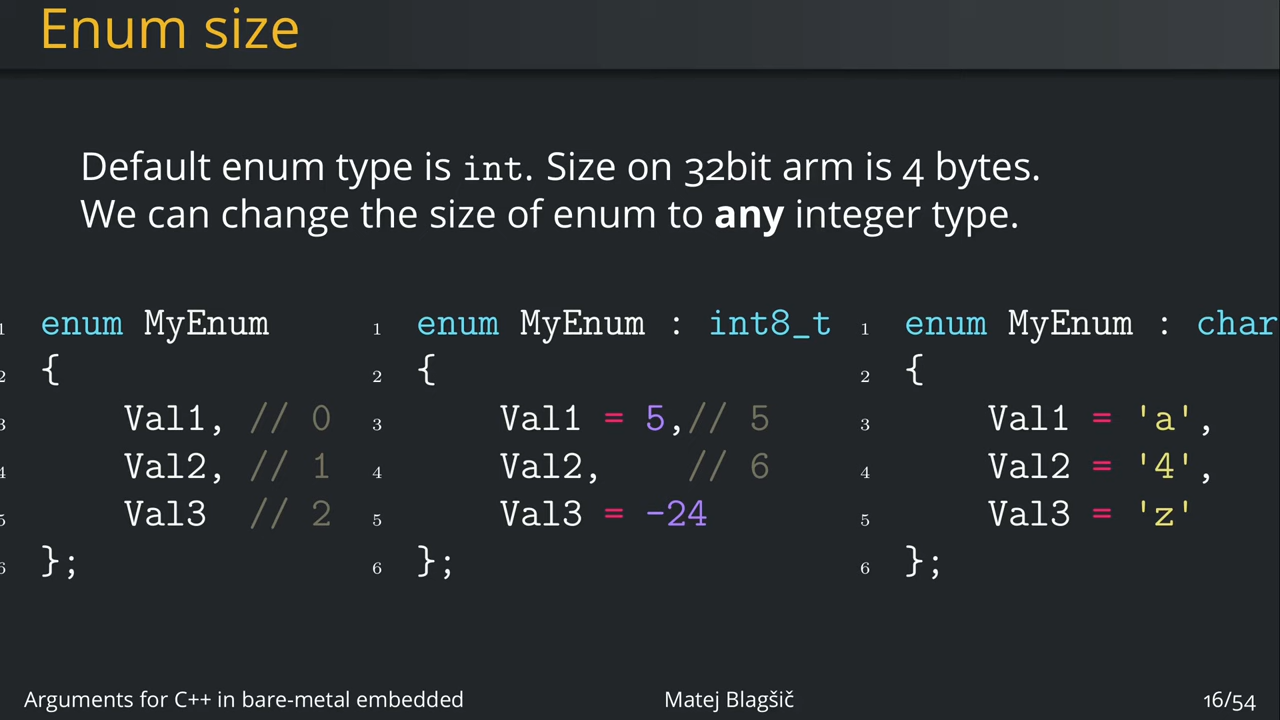 Enum size
Default enum type is int. Size on 32bit arm is 4 bytes.
We can change the size of enum to any integer type.
1 enum MyEnum
2 {
3     Val1, // 0
4     Val2, // 1
5     Val3  // 2
6 };
1 enum MyEnum : int8_t
2 {
3     Val1 = 5,// 5
4     Val2,    // 6
5     Val3 = -24
6 };
1 enum MyEnum : char
2 {
3     Val1 = 'a',
4     Val2 = '4',
5     Val3 = 'z'
6 };
Arguments for C++ in bare-metal embedded
Matej Blagšič
16/54